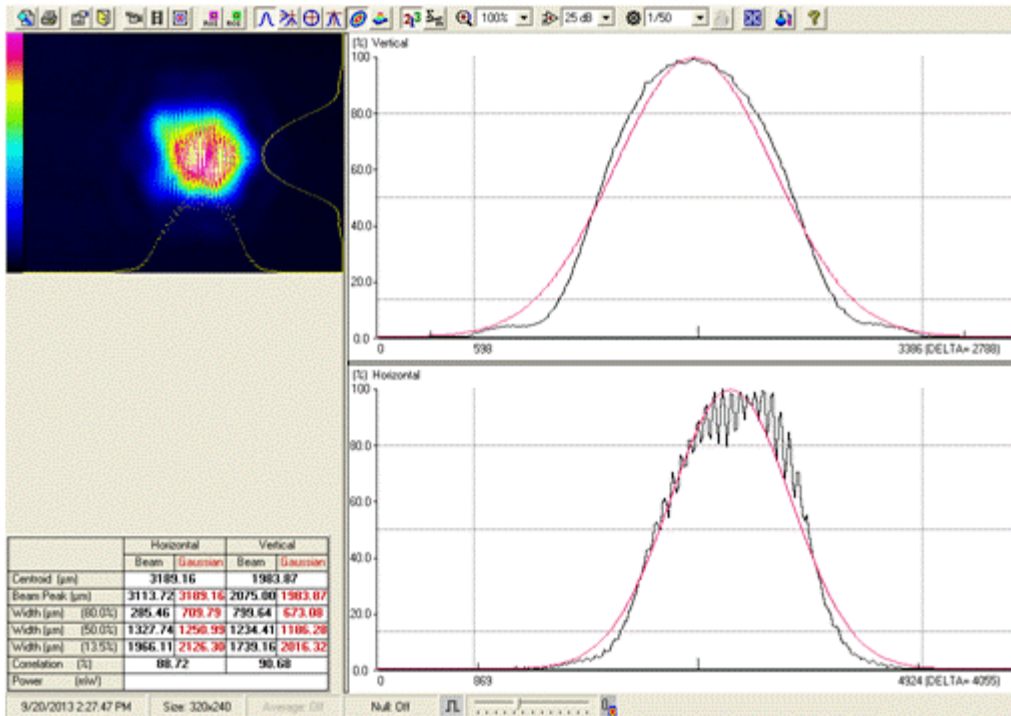 100%
25 dB
1/50
(%) Vertical
100
80.0
60.0
40.0
20.0
0.0
0
598
3386 (DELTA= 2788)
(%) Horizontal
100
80.0
60.0
40.0
20.0
0.0
0
869
4924 (DELTA= 4055)
Horizontal Vertical
Beam Gaussian Beam Gaussian
Centroid (µm) 3189.16 1983.87
Beam Peak (µm) 3113.72 3189.16 2075.00 1983.87
Width (µm) (80.0%) 285.46 709.79 799.64 673.08
Width (µm) (50.0%) 1327.74 1250.99 1234.41 1186.28
Width (µm) (13.5%) 1966.11 2126.30 1739.16 2016.32
Correlation (%) 88.72 90.68
Power (mW)
9/20/2013 2:27:47 PM Size: 320x240 Average: Off Null: Off